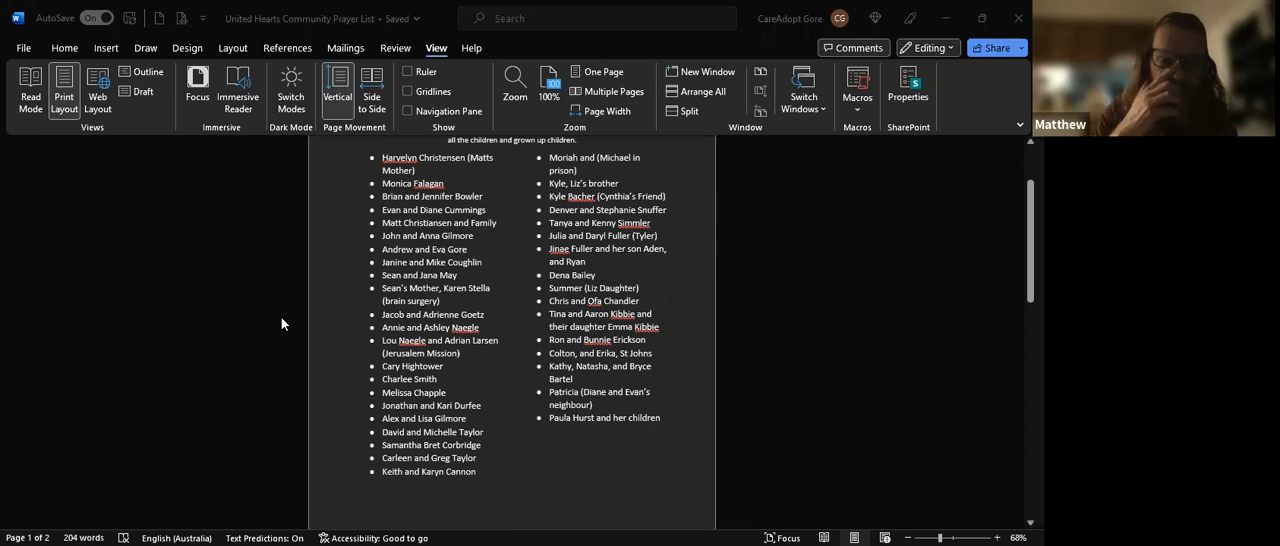 AutoSave On United Hearts Community Prayer List • Saved Search CareAdopt Gore CG
File Home Insert Draw Design Layout References Mailings Review View Help Comments Editing Share
Read Mode
Print Layout
Web Layout
Outline
Draft
Views
Focus
Immersive Reader
Immersive
Switch Modes
Dark Mode
Vertical
Side to Side
Page Movement
Ruler
Gridlines
Navigation Pane
Show
Zoom
100
100%
One Page
Multiple Pages
Page Width
Zoom
New Window
Arrange All
Split
Switch Windows
Window
Macros
Macros
Properties
SharePoint
Matthew
all the children and grown up children.
• Harvelyn Christensen (Matts
Mother)
• Monica Falagan
• Brian and Jennifer Bowler
• Evan and Diane Cummings
• Matt Christiansen and Family
• John and Anna Gilmore
• Andrew and Eva Gore
• Janine and Mike Coughlin
• Sean and Jana May
• Sean's Mother, Karen Stella
(brain surgery)
• Jacob and Adrienne Goetz
• Annie and Ashley Naegle
• Lou Naegle and Adrian Larsen
(Jerusalem Mission)
• Cary Hightower
• Charlee Smith
• Melissa Chapple
• Jonathan and Kari Durfee
• Alex and Lisa Gilmore
• David and Michelle Taylor
• Samantha Bret Corbridge
• Carleen and Greg Taylor
• Keith and Karyn Cannon
• Moriah and (Michael in
prison)
• Kyle, Liz's brother
• Kyle Bacher (Cynthia's Friend)
• Denver and Stephanie Snuffer
• Tanya and Kenny Simmler
• Julia and Daryl Fuller (Tyler)
• Jinae Fuller and her son Aden,
and Ryan
• Dena Bailey
• Summer (Liz Daughter)
• Chris and Ofa Chandler
• Tina and Aaron Kibbie and
their daughter Emma Kibbie
• Ron and Bunnie Erickson
• Colton, and Erika, St Johns
• Kathy, Natasha, and Bryce
Bartel
• Patricia (Diane and Evan's
neighbour)
• Paula Hurst and her children
Page 1 of 2 204 words English (Australia) Text Predictions: On Accessibility: Good to go Focus 68%